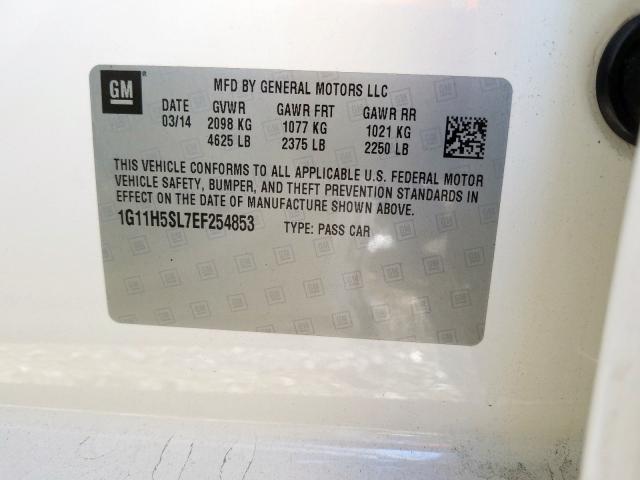 GM
MFD BY GENERAL MOTORS LLC
DATE GVWR GAWR FRT GAWR RR
03/14 2098 KG 1077 KG 1021 KG
4625 LB 2375 LB 2250 LB
THIS VEHICLE CONFORMS TO ALL APPLICABLE U.S. FEDERAL MOTOR
VEHICLE SAFETY, BUMPER, AND THEFT PREVENTION STANDARDS IN
EFFECT ON THE DATE OF MANUFACTURE SHOWN ABOVE.
1G11H5SL7EF254853 TYPE: PASS CAR